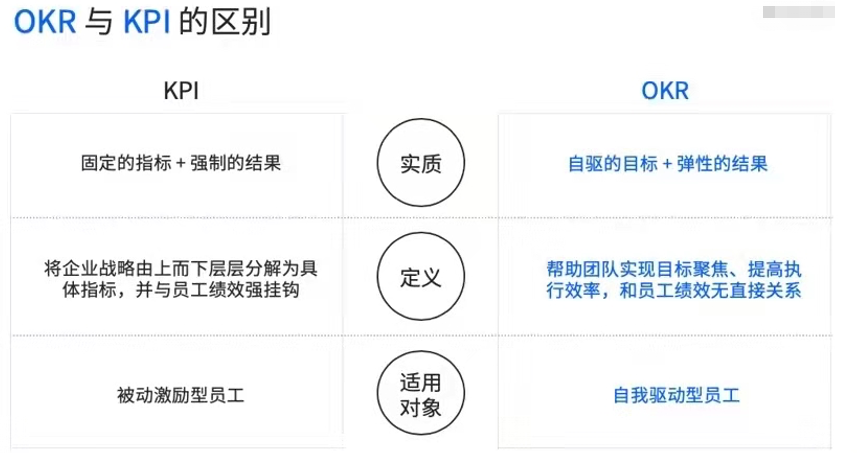 OKR 与 KPI 的区别
KPI
OKR
固定的指标 + 强制的结果
实质
自驱的目标 + 弹性的结果
将企业战略由上而下层层分解为具
体指标，并与员工绩效强挂钩
定义
帮助团队实现目标聚焦、提高执
行效率，和员工绩效无直接关系
被动激励型员工
适用
对象
自我驱动型员工